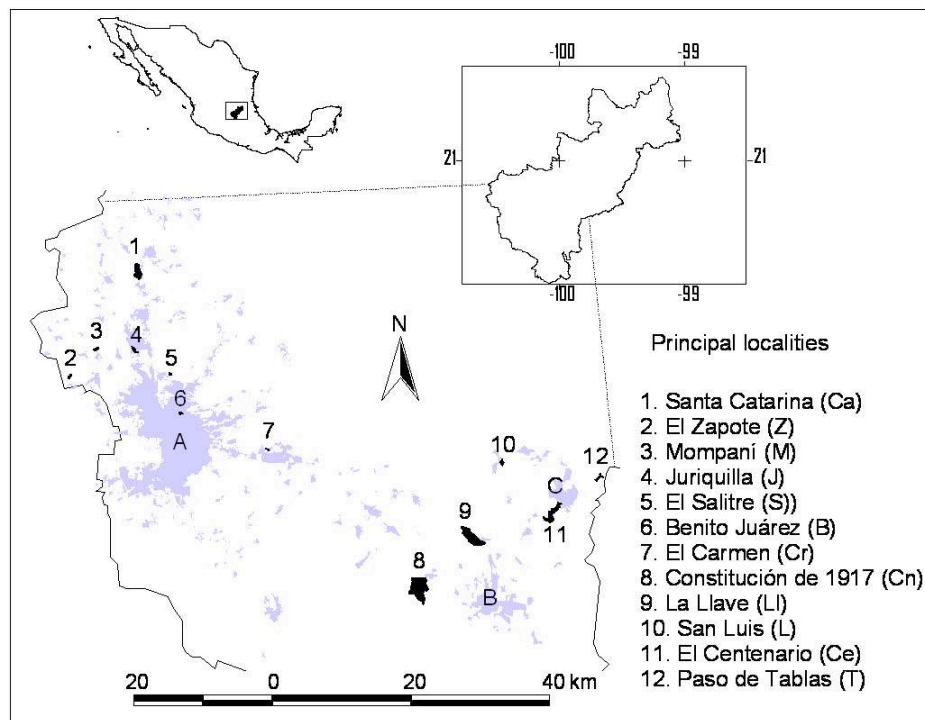 -100 -99
21 21
-100 -99
1
N
3 4
2 5
6
A
7
10
12
C
9
11
8
B
20 0 20 40 km
Principal localities
1. Santa Catarina (Ca)
2. El Zapote (Z)
3. Mompaní (M)
4. Juriquilla (J)
5. El Salitre (S))
6. Benito Juárez (B)
7. El Carmen (Cr)
8. Constitución de 1917 (Cn)
9. La Llave (Ll)
10. San Luis (L)
11. El Centenario (Ce)
12. Paso de Tablas (T)